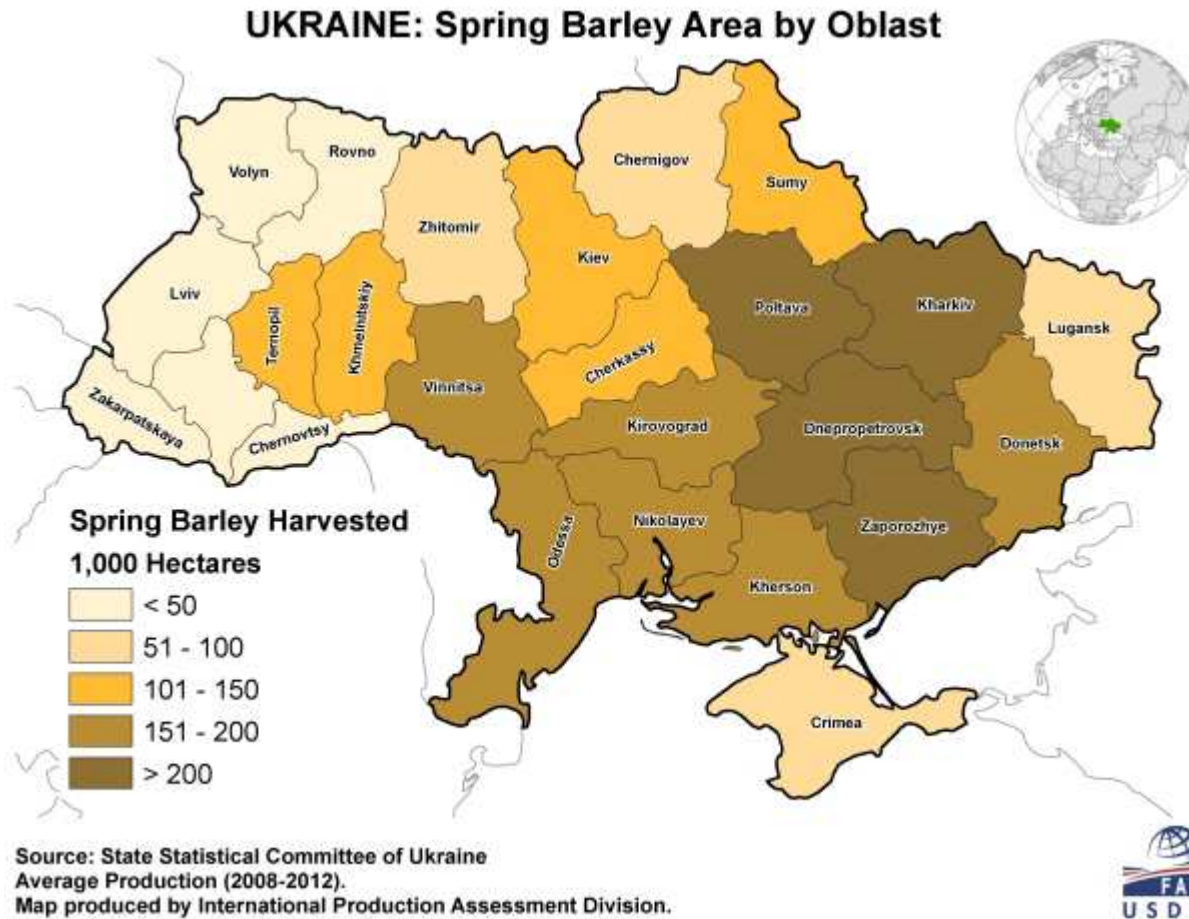 UKRAINE: Spring Barley Area by Oblast
Volyn
Rovno
Chernigov
Sumy
Zhitomir
Kiev
Lviv
Ternopil
Khmelnitskiy
Poltava
Kharkiv
Lugansk
Cherkassy
Vinnitsa
Zakarpatskaya
Chernovtsy
Kirovograd
Dnepropetrovsk
Donetsk
Odessa
Nikolayev
Zaporozhye
Kherson
Crimea
Spring Barley Harvested
1,000 Hectares
< 50
51 - 100
101 - 150
151 - 200
> 200
Source: State Statistical Committee of Ukraine
Average Production (2008-2012).
Map produced by International Production Assessment Division.
FA
USD